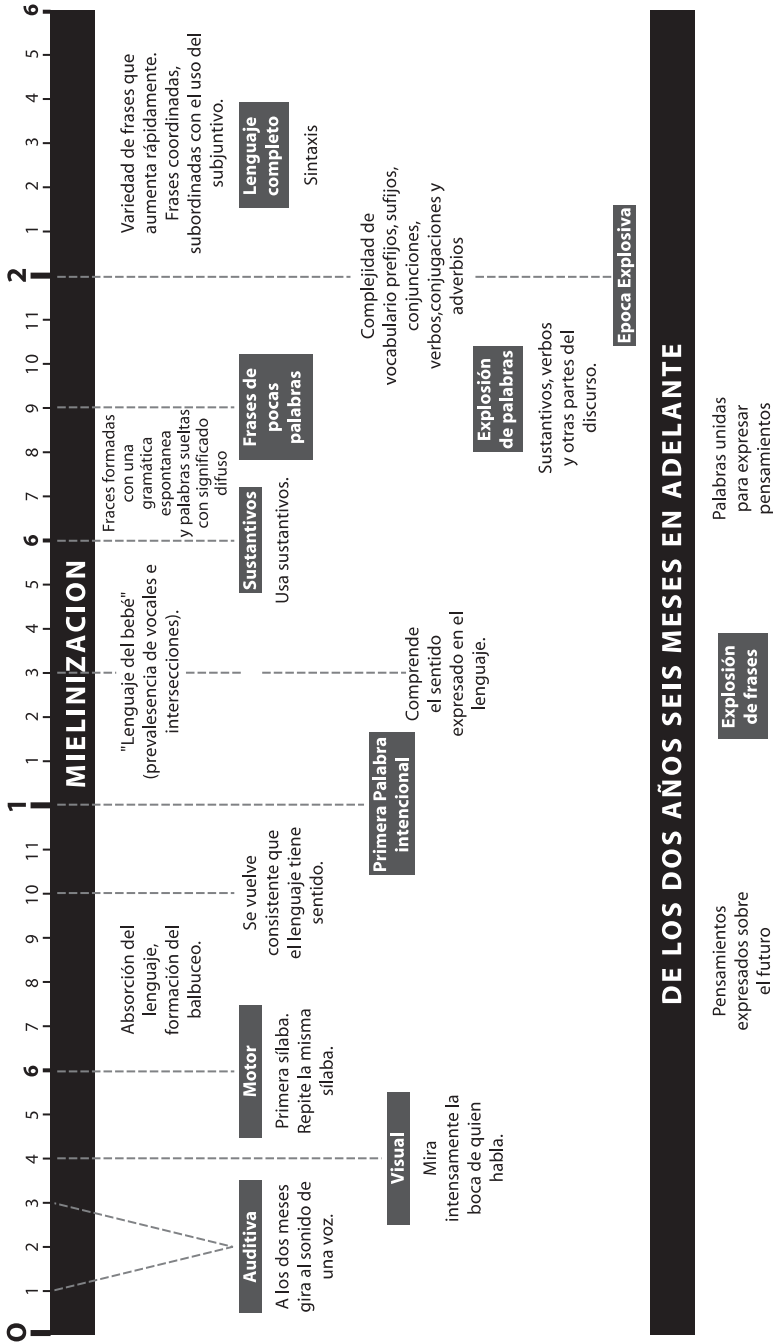 0 1 2 3 4 5 6 7 8 9 10 11 1 1 2 3 4 5 6 7 8 9 10 11 2 1 2 3 4 5 6
MIELINIZACION
Auditiva
A los dos meses
gira al sonido de
una voz.
Visual
Mira
intensamente la
boca de quien
habla.
Motor
Primera sílaba.
Repite la misma
sílaba.
Absorción del
lenguaje,
formación del
balbuceo.
Se vuelve
consistente que
el lenguaje tiene
sentido.
Primera Palabra
intencional
"Lenguaje del bebé"
(prevalesencia de vocales e
intersecciones).
Comprende
el sentido
expresado en el
lenguaje.
Sustantivos
Usa sustantivos.
Fraces formadas
con una
gramática
espontanea
y palabras sueltas
con significado
difuso
Frases de
pocas
palabras
Explosión
de palabras
Sustantivos, verbos
y otras partes del
discurso.
Complejidad de
vocabulario prefijos, sufijos,
conjunciones,
verbos,conjugaciones y
adverbios
Epoca Explosiva
Variedad de frases que
aumenta rápidamente.
Frases coordinadas,
subordinadas con el uso del
subjuntivo.
Lenguaje
completo
Sintaxis
DE LOS DOS AÑOS SEIS MESES EN ADELANTE
Pensamientos
expresados sobre
el futuro
Explosión
de frases
Palabras unidas
para expresar
pensamientos